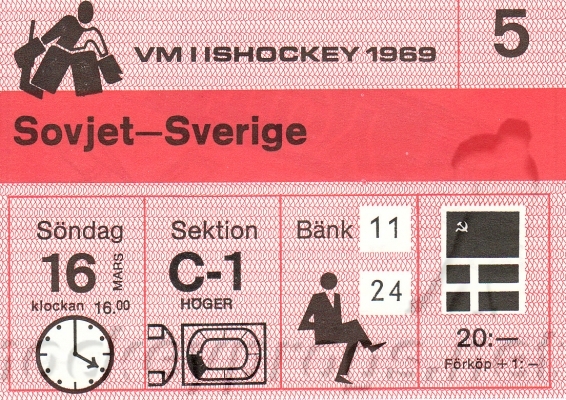 VM I ISHOCKEY 1969
5
Sovjet–Sverige
Söndag
16 MARS
klockan 16.00
Sektion
C-1
HÖGER
Bänk 11
24
20:—
Förköp + 1:—